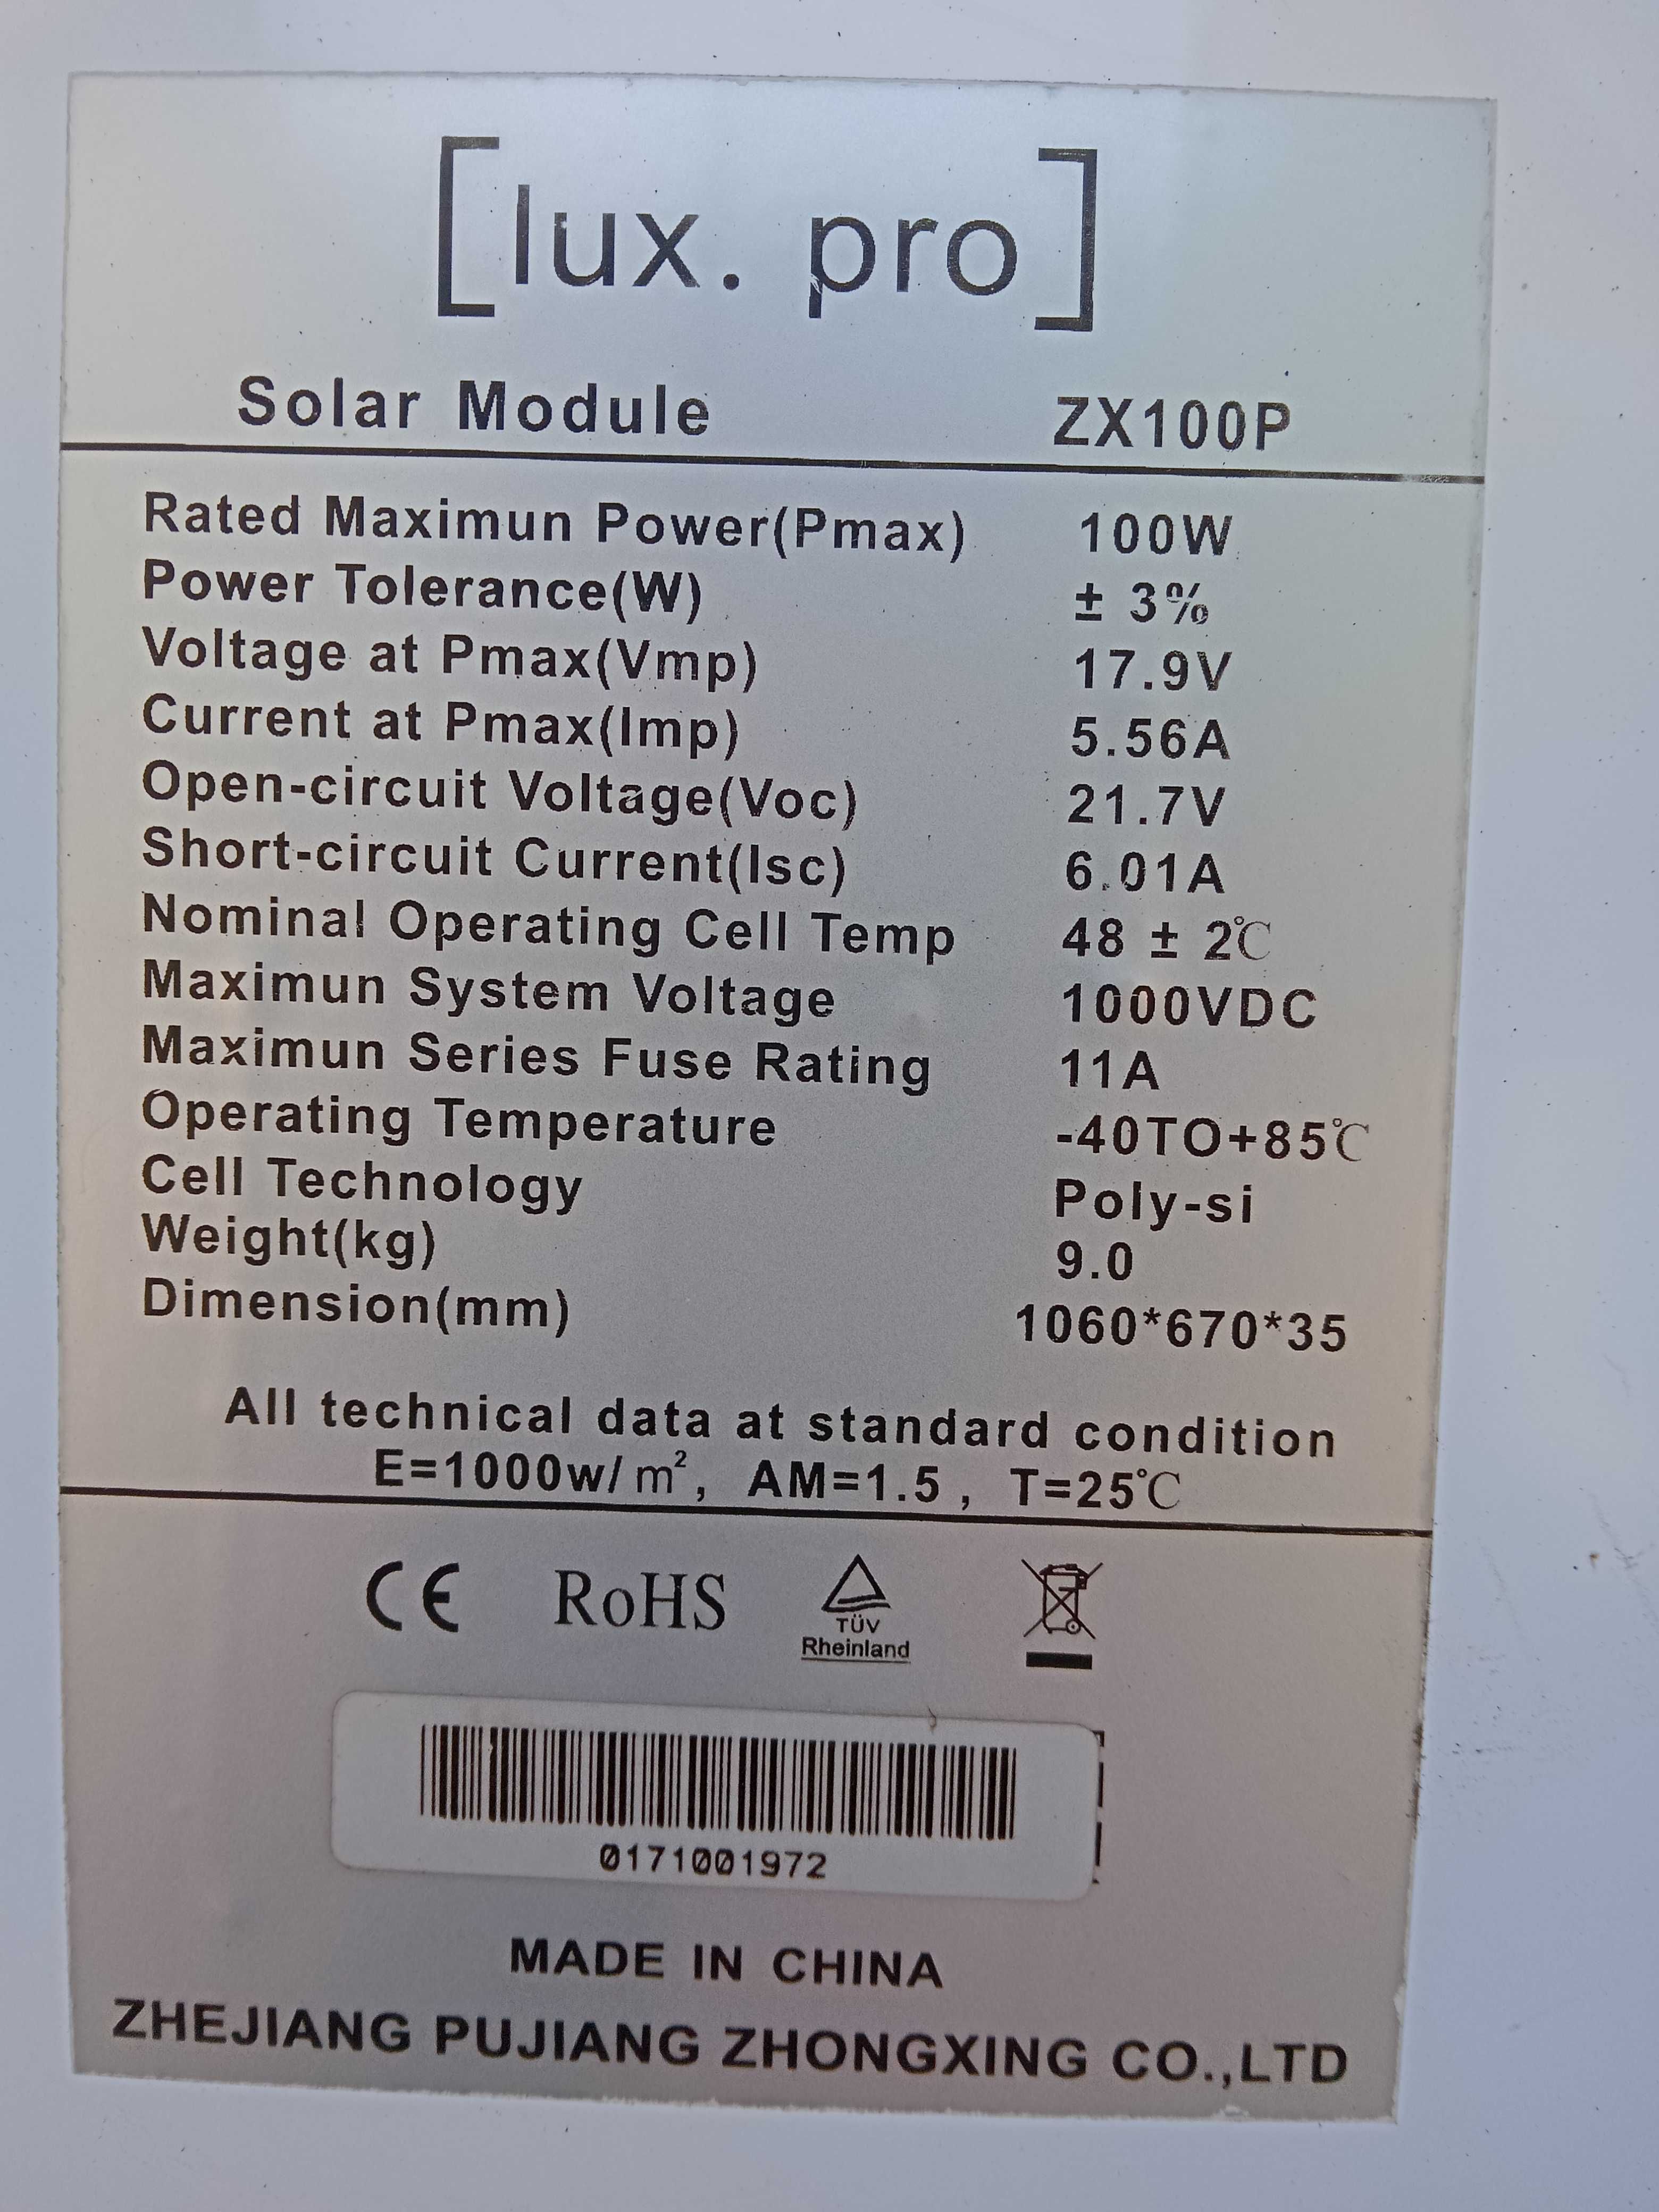 [lux. pro]
Solar Module ZX100P
Rated Maximun Power(Pmax) 100W
Power Tolerance(W) ± 3%
Voltage at Pmax(Vmp) 17.9V
Current at Pmax(Imp) 5.56A
Open-circuit Voltage(Voc) 21.7V
Short-circuit Current(Isc) 6.01A
Nominal Operating Cell Temp 48 ± 2℃
Maximun System Voltage 1000VDC
Maximun Series Fuse Rating 11A
Operating Temperature -40TO+85℃
Cell Technology Poly-si
Weight(kg) 9.0
Dimension(mm) 1060*670*35
All technical data at standard condition
E=1000w/m², AM=1.5 , T=25℃
CE RoHS TÜV
Rheinland
0171001972
MADE IN CHINA
ZHEJIANG PUJIANG ZHONGXING CO.,LTD